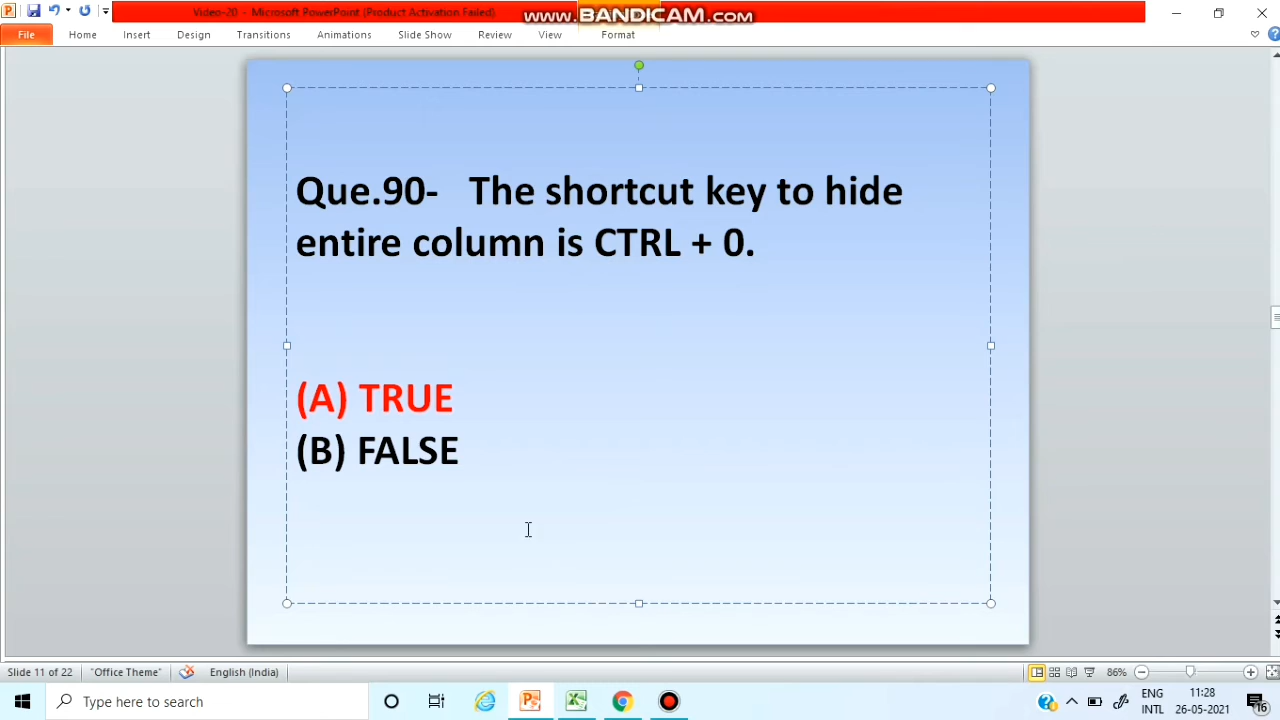 Video-20 - Microsoft PowerPoint (Product Activation Failed)
www.BANDICAM.com
File Home Insert Design Transitions Animations Slide Show Review View Format
Que.90- The shortcut key to hide
entire column is CTRL + 0.
(A) TRUE
(B) FALSE
Slide 11 of 22 "Office Theme" English (India) 86%
Type here to search
ENG
INTL
11:28
26-05-2021
16